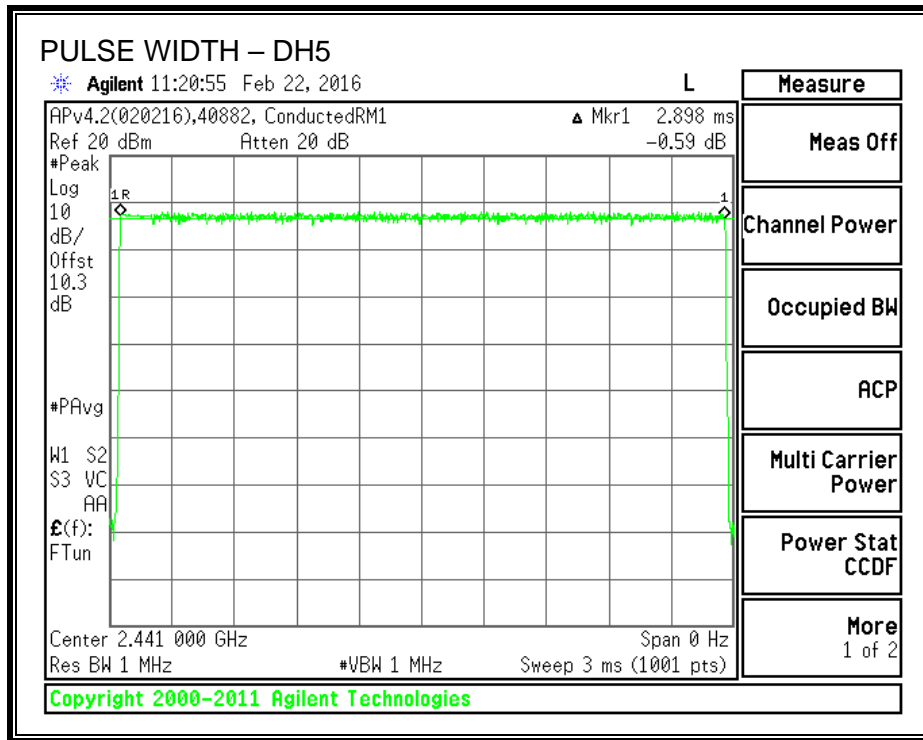 PULSE WIDTH – DH5
Agilent 11:20:55 Feb 22, 2016
L
APv4.2(020216),40882, ConductedRM1
Δ Mkr1 2.898 ms
Ref 20 dBm
Atten 20 dB
-0.59 dB
#Peak
Log
10
dB/
Offst
10.3
dB
1R
1
#PAvg
W1 S2
S3 VC
AA
£(f):
FTun
Center 2.441 000 GHz
Span 0 Hz
Res BW 1 MHz
#VBW 1 MHz
Sweep 3 ms (1001 pts)
Copyright 2000-2011 Agilent Technologies
Measure
Meas Off
Channel Power
Occupied BW
ACP
Multi Carrier
Power
Power Stat
CCDF
More
1 of 2